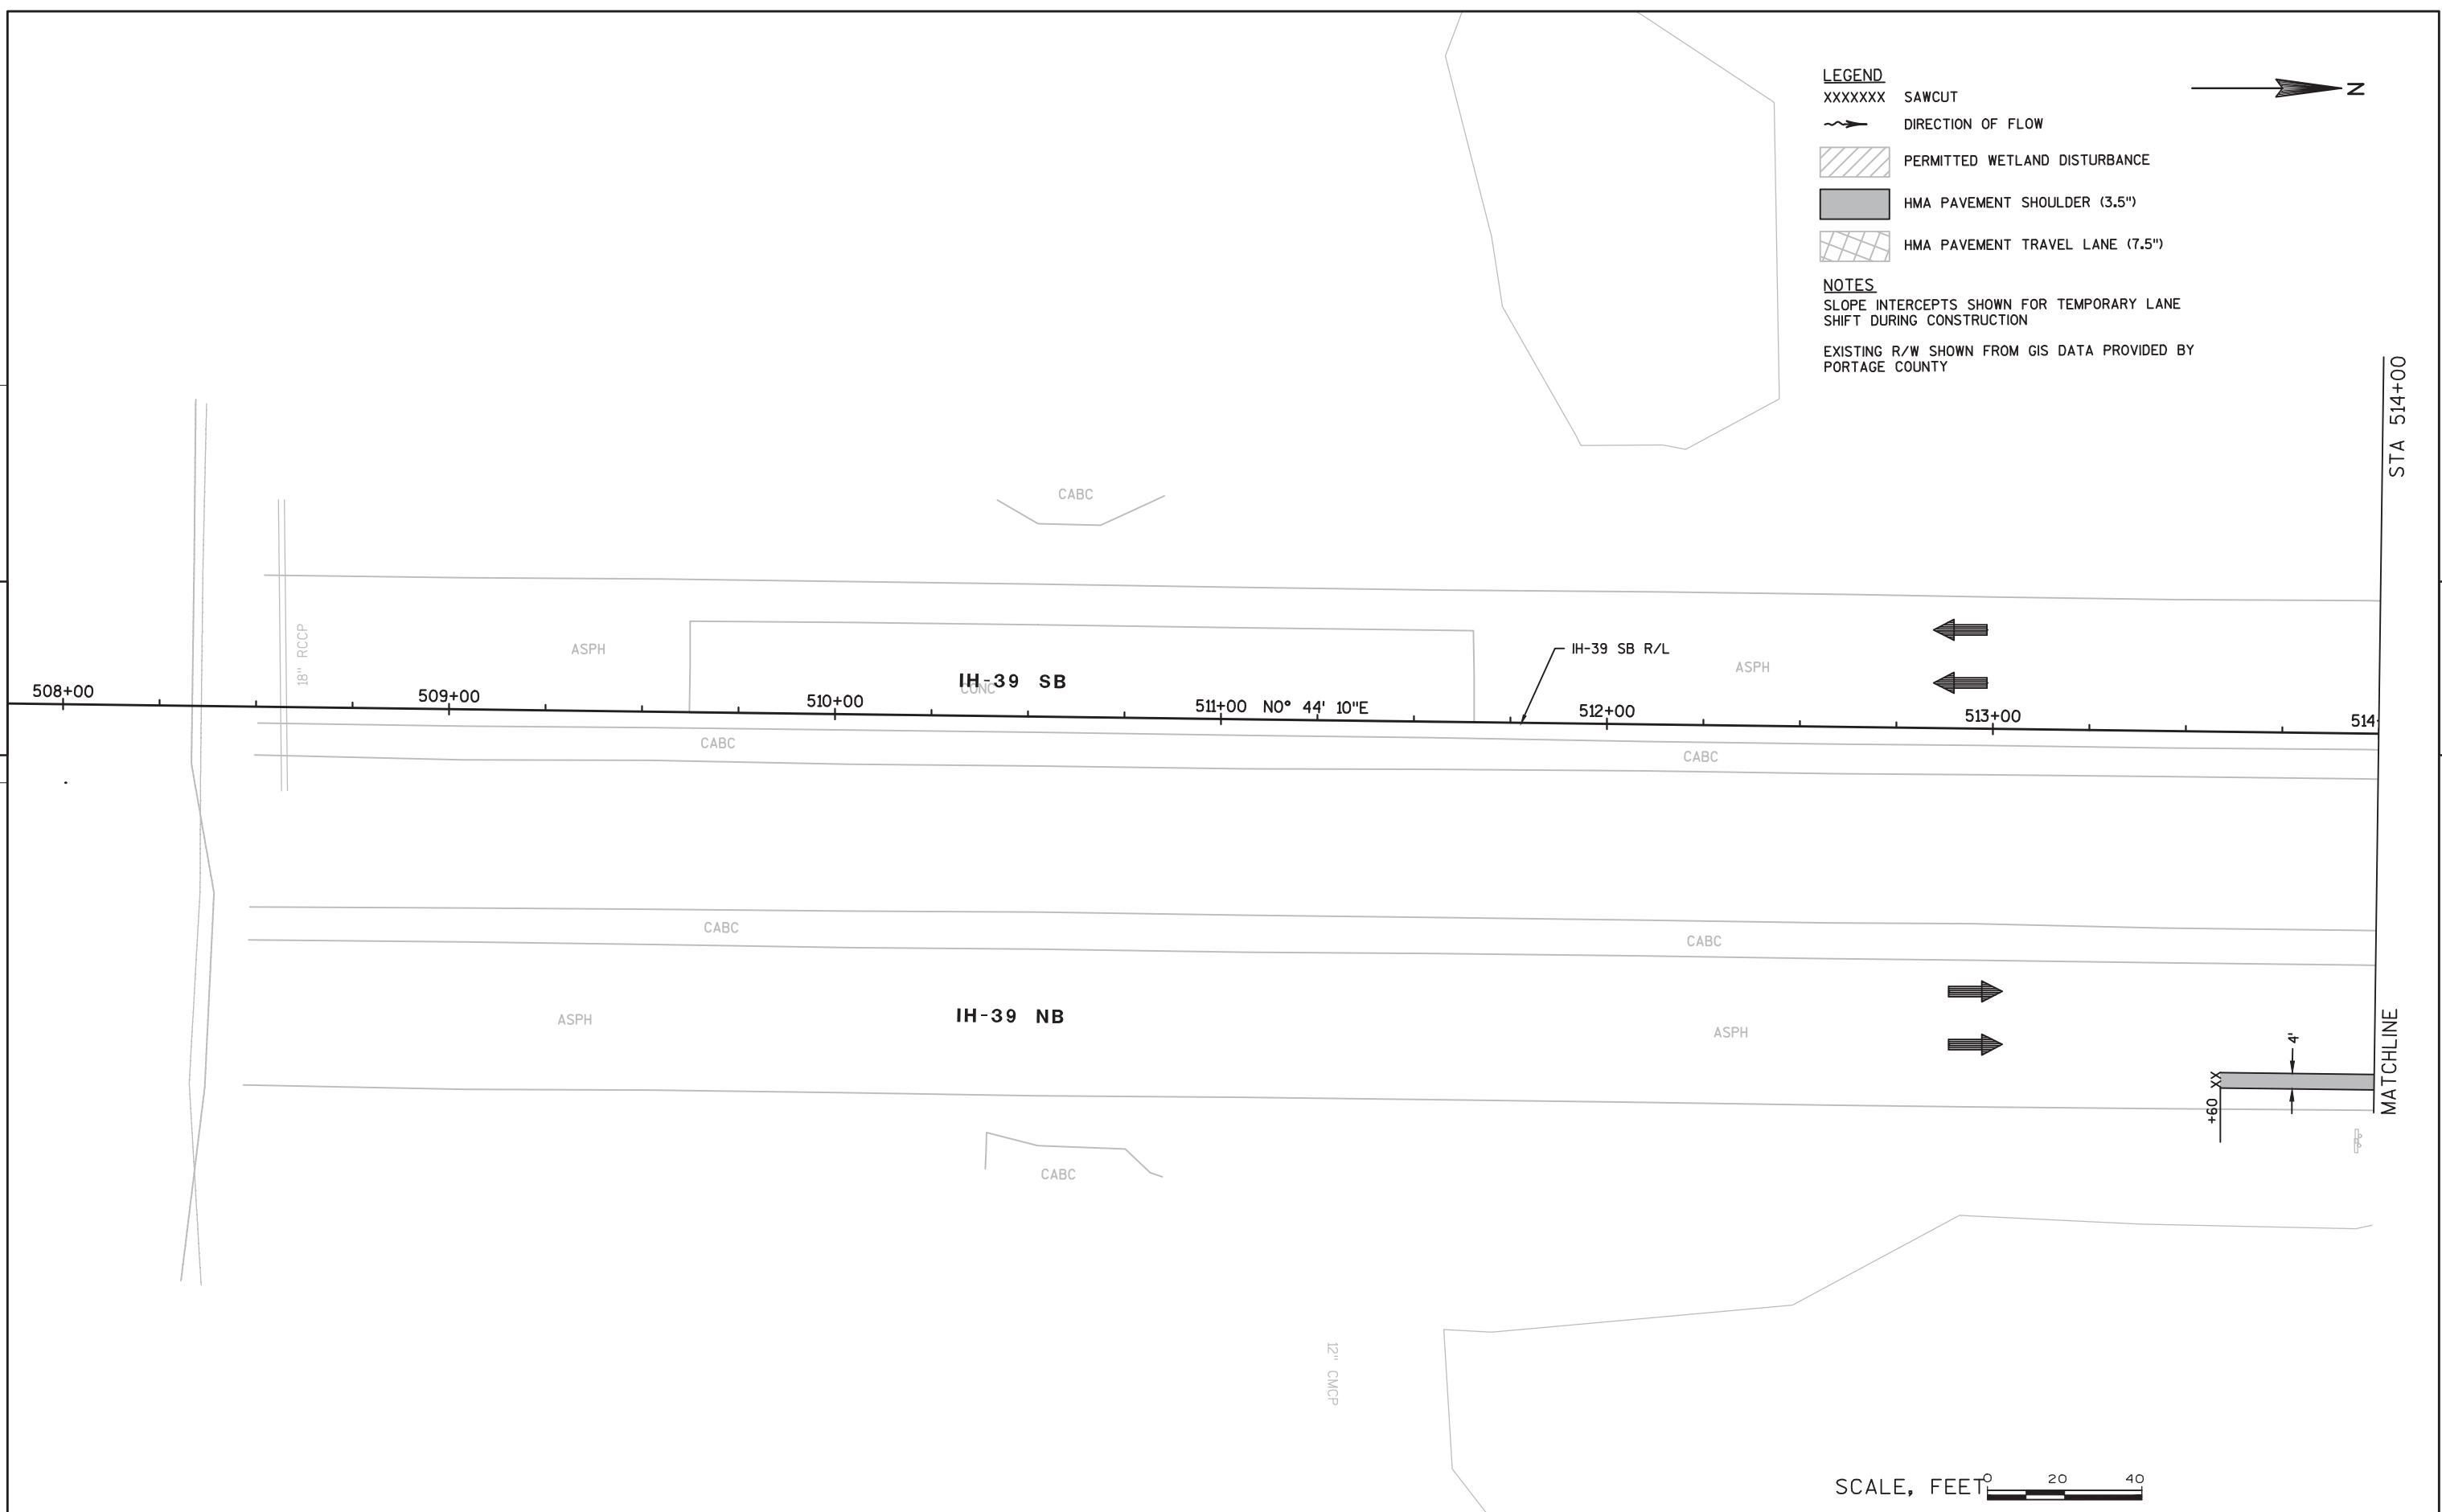 LEGEND
XXXXXXX SAWCUT
DIRECTION OF FLOW
PERMITTED WETLAND DISTURBANCE
HMA PAVEMENT SHOULDER (3.5")
HMA PAVEMENT TRAVEL LANE (7.5")
NOTES
SLOPE INTERCEPTS SHOWN FOR TEMPORARY LANE
SHIFT DURING CONSTRUCTION
EXISTING R/W SHOWN FROM GIS DATA PROVIDED BY
PORTAGE COUNTY
N
STA 514+00
CABC
18" RCCP
ASPH
IH-39 SB
CONC
IH-39 SB R/L
ASPH
508+00
509+00
510+00
511+00 N0° 44' 10"E
512+00
513+00
514
CABC
CABC
CABC
CABC
ASPH
IH-39 NB
ASPH
4'
XX
+60
MATCHLINE
CABC
12" CMCP
SCALE, FEET
0 20 40